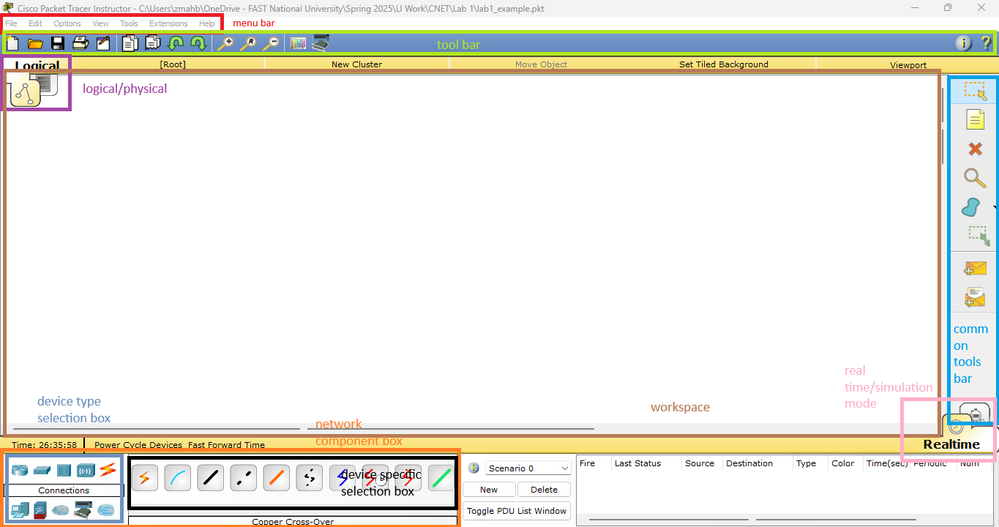 Cisco Packet Tracer Instructor - C:\Users\zmahb\OneDrive - FAST National University\Spring 2025\LI Work\CNET\Lab 1\lab1_example.pkt
File Edit Options View Tools Extensions Help menu bar
tool bar
Logical [Root] New Cluster Move Object Set Tiled Background Viewport
logical/physical
comm
on
tools
bar
real
time/simulation
mode
device type
selection box
workspace
network
component box
Time: 26:35:58 Power Cycle Devices Fast Forward Time
Realtime
Scenario 0
Fire Last Status Source Destination Type Color Time(sec) Periodic Num
device specific
selection box
Connections
New Delete
Toggle PDU List Window
Copper Cross-Over